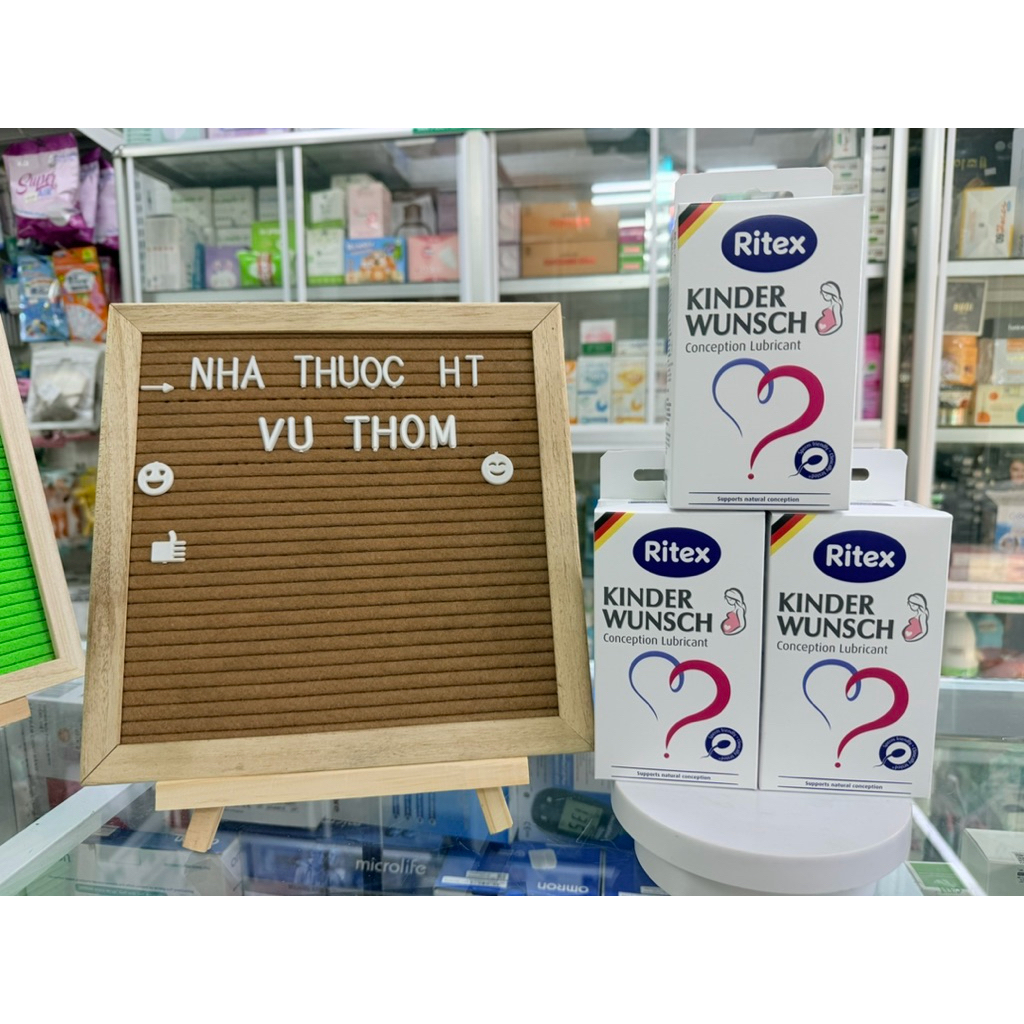 NHA THUỌC HT
VU THOM
Ritex
KINDER
WUNSCH
Conception Lubricant
Supports natural conception
Ritex
KINDER
WUNSCH
Conception Lubricant
Supports natural conception
Ritex
KINDER
WUNSCH
Conception Lubricant
Supports natural conception
microlife
omron